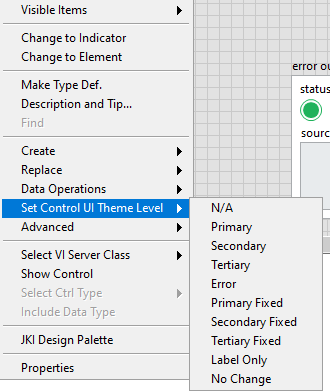 Visible Items
Change to Indicator
Change to Element
Make Type Def.
Description and Tip...
Find
Create
Replace
Data Operations
Set Control UI Theme Level
Advanced
Select VI Server Class
Show Control
Select Ctrl Type
Include Data Type
JKI Design Palette
Properties
N/A
Primary
Secondary
Tertiary
Error
Primary Fixed
Secondary Fixed
Tertiary Fixed
Label Only
No Change
error ou
status
sourc